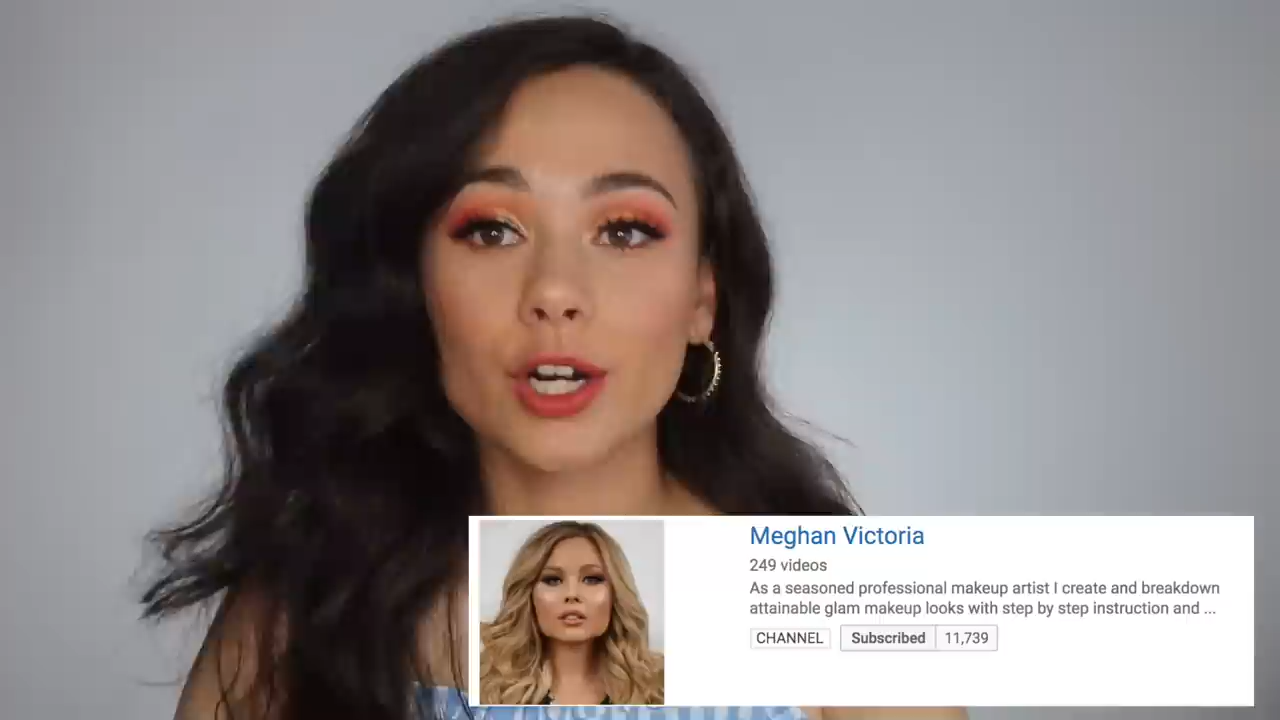 Meghan Victoria
249 videos
As a seasoned professional makeup artist I create and breakdown
attainable glam makeup looks with step by step instruction and ...
CHANNEL Subscribed 11,739